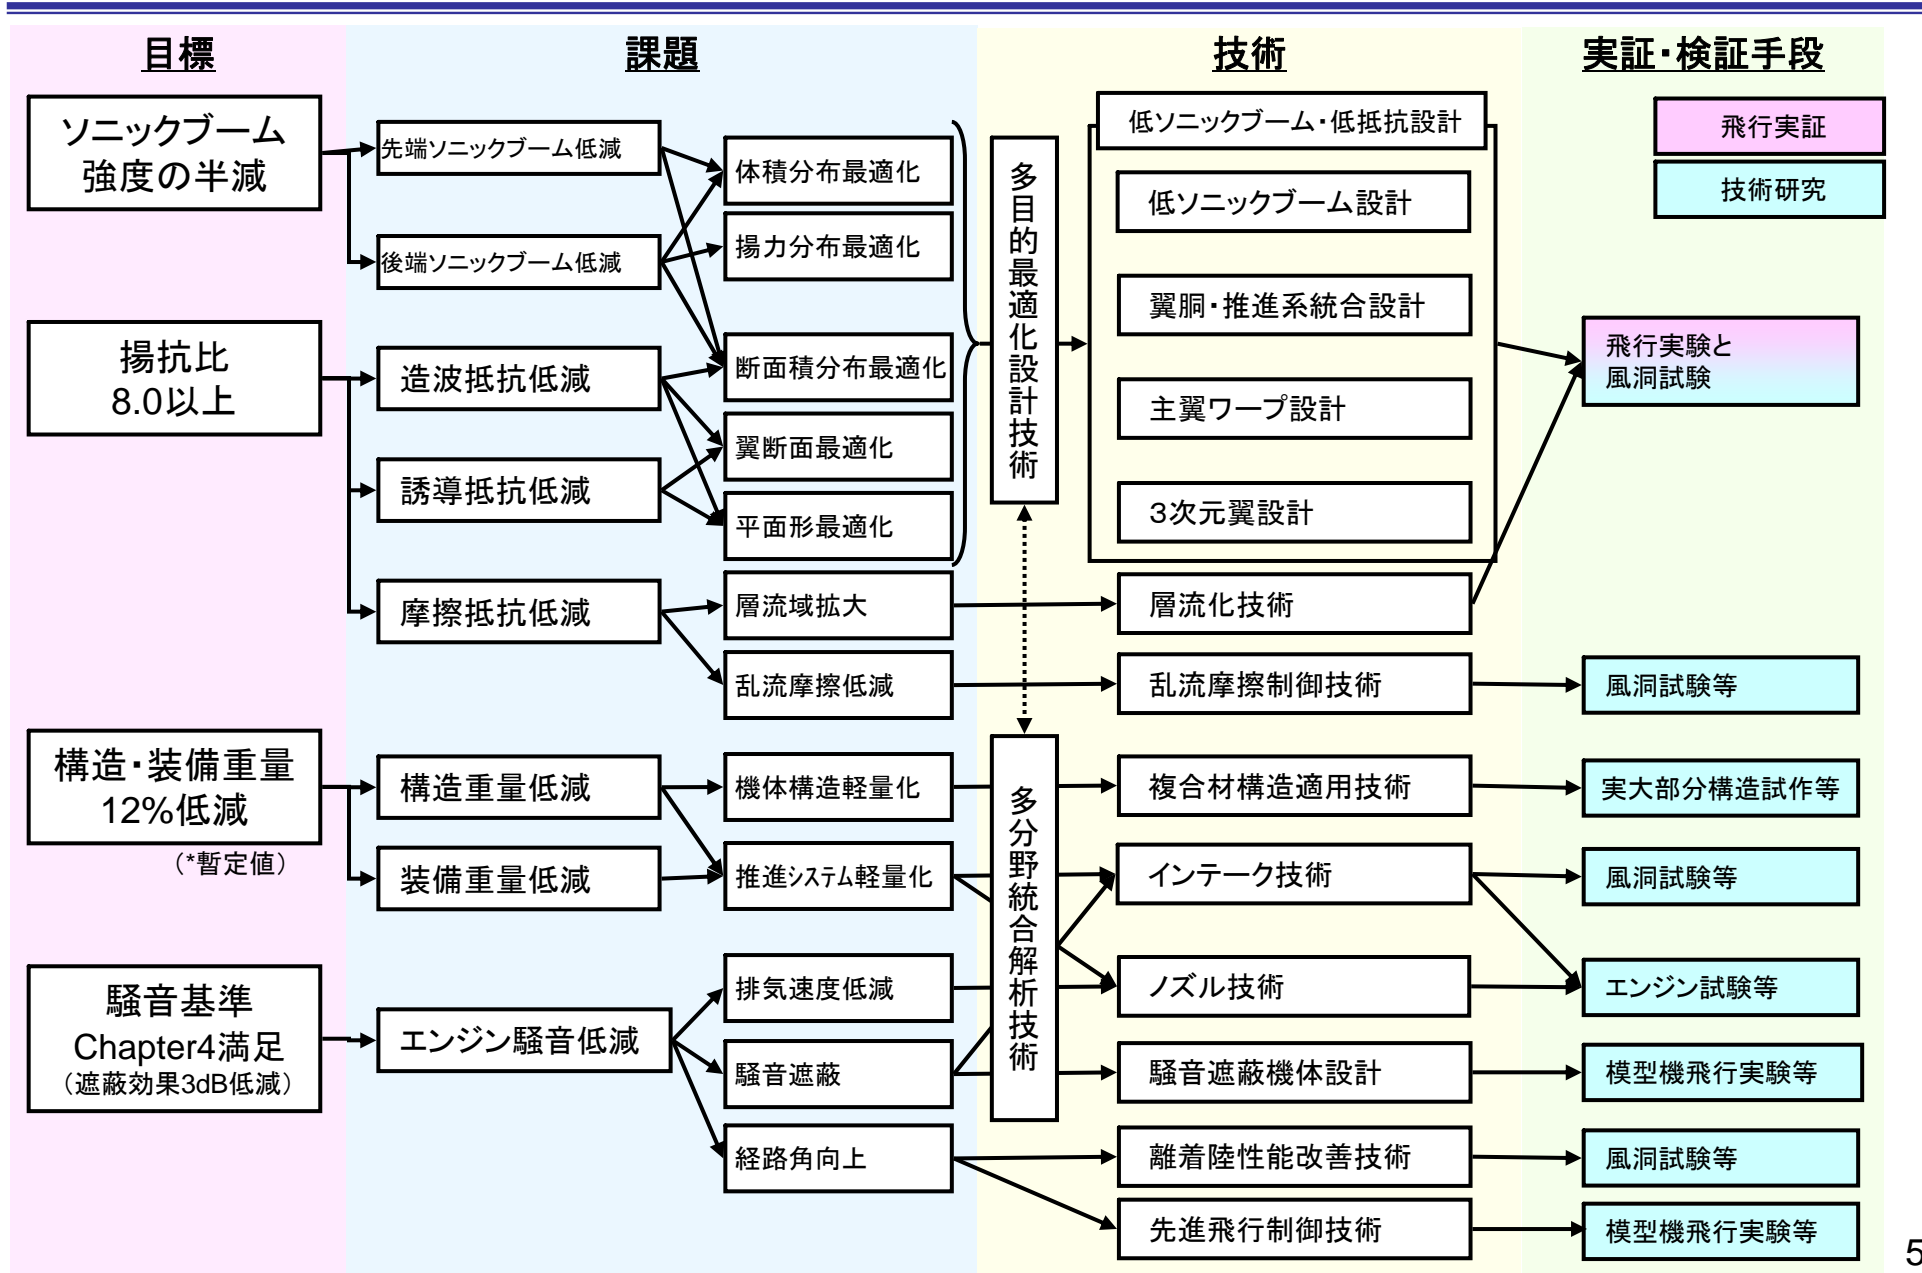 目標
課題
技術
実証・検証手段
ソニックブーム
強度の半減
揚抗比
8.0以上
構造・装備重量
12%低減
（*暫定値）
騒音基準
Chapter4満足
（遮蔽効果3dB低減）
先端ソニックブーム低減
後端ソニックブーム低減
造波抵抗低減
誘導抵抗低減
摩擦抵抗低減
構造重量低減
装備重量低減
エンジン騒音低減
体積分布最適化
揚力分布最適化
断面積分布最適化
翼断面最適化
平面形最適化
層流域拡大
乱流摩擦低減
機体構造軽量化
推進ｼｽﾃﾑ軽量化
排気速度低減
騒音遮蔽
経路角向上
多目的最適化設計技術
多分野統合解析技術
低ソニックブーム・低抵抗設計
低ソニックブーム設計
翼胴・推進系統合設計
主翼ワープ設計
３次元翼設計
層流化技術
乱流摩擦制御技術
複合材構造適用技術
インテーク技術
ノズル技術
騒音遮蔽機体設計
離着陸性能改善技術
先進飛行制御技術
飛行実証
技術研究
飛行実験と
風洞試験
風洞試験等
実大部分構造試作等
風洞試験等
エンジン試験等
模型機飛行実験等
風洞試験等
模型機飛行実験等
5